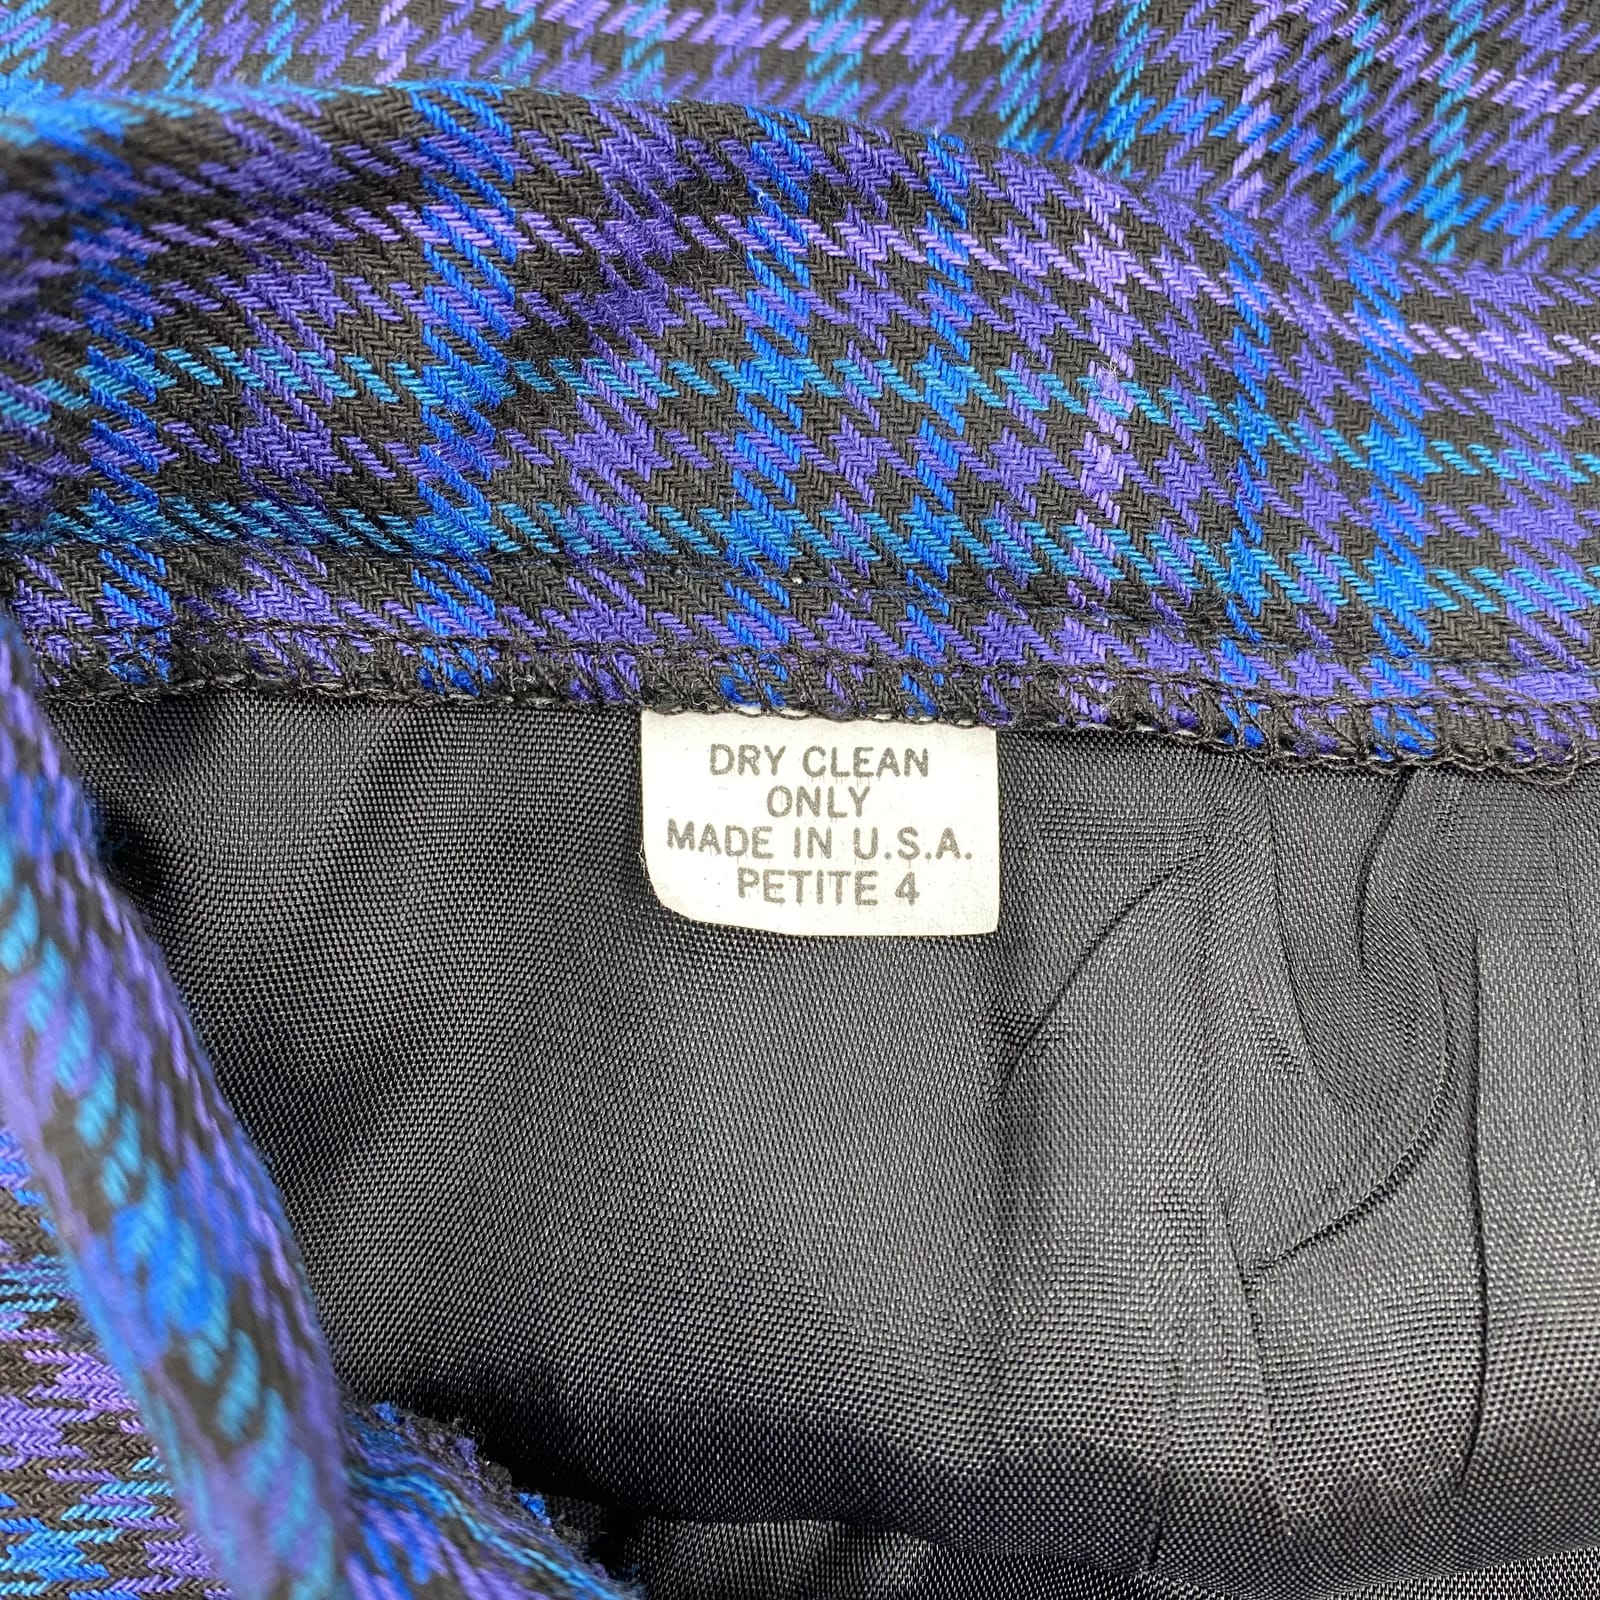 DRY CLEAN
ONLY
MADE IN U.S.A.
PETITE 4